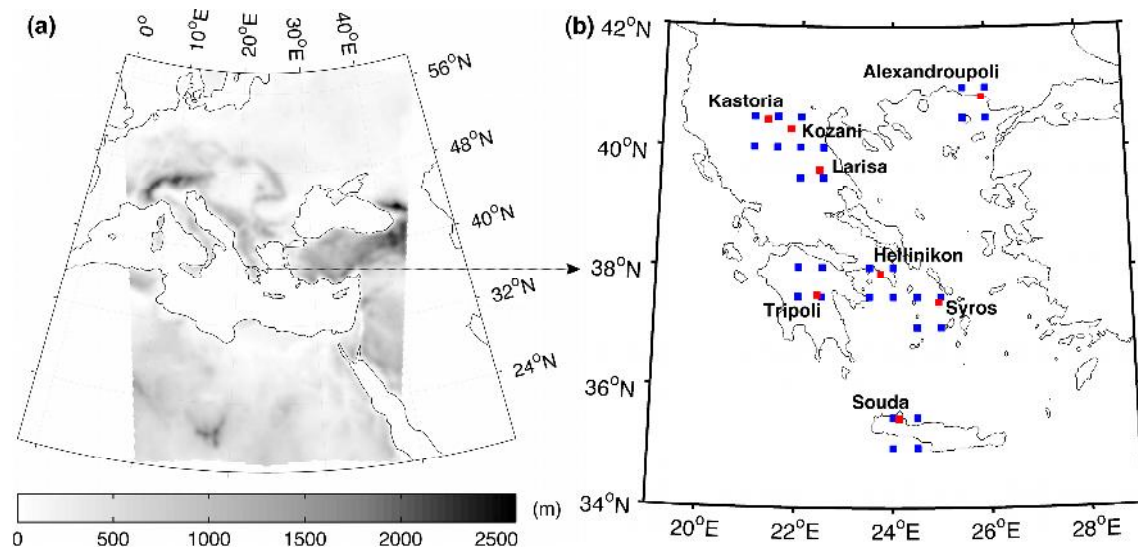 (a)
0°
10°E
20°E
30°E
40°E
56°N
48°N
40°N
32°N
24°N
0 500 1000 1500 2000 2500 (m)
(b)
42°N
40°N
38°N
36°N
34°N
20°E 22°E 24°E 26°E 28°E
Alexandroupoli
Kastoria
Kozani
Larisa
Hellinikon
Tripoli
Syros
Souda